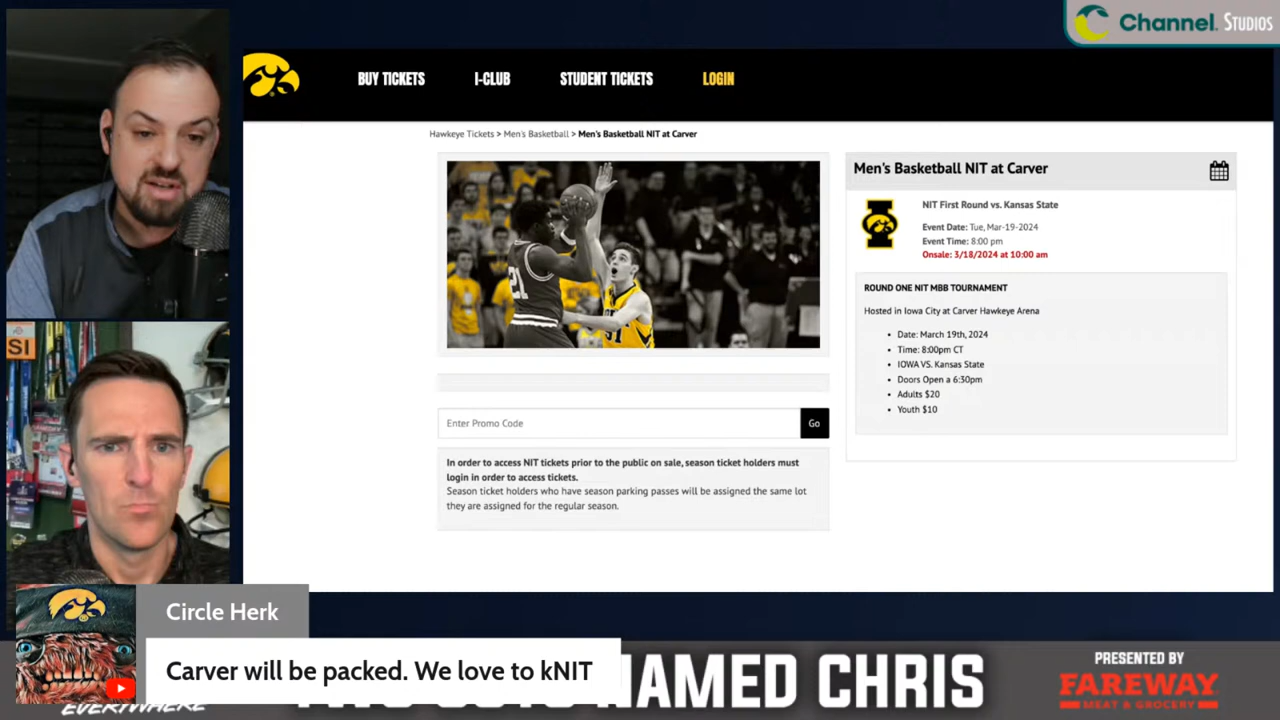 Channel. STUDIOS
BUY TICKETS
I-CLUB
STUDENT TICKETS
LOGIN
Hawkeye Tickets > Men's Basketball > Men's Basketball NIT at Carver
21
Men's Basketball NIT at Carver
NIT First Round vs. Kansas State
Event Date: Tue, Mar-19-2024
Event Time: 8:00 pm
Onsale: 3/18/2024 at 10:00 am
ROUND ONE NIT MBB TOURNAMENT
Hosted in Iowa City at Carver Hawkeye Arena
• Date: March 19th, 2024
• Time: 8:00pm CT
• IOWA VS. Kansas State
• Doors Open a 6:30pm
• Adults $20
• Youth $10
Enter Promo Code
Go
In order to access NIT tickets prior to the public on sale, season ticket holders must
login in order to access tickets.
Season ticket holders who have season parking passes will be assigned the same lot
they are assigned for the regular season.
SI
Circle Herk
Carver will be packed. We love to kNIT
NAMED CHRIS
EVERYWHERE
PRESENTED BY
FAREWAY
MEAT & GROCERY